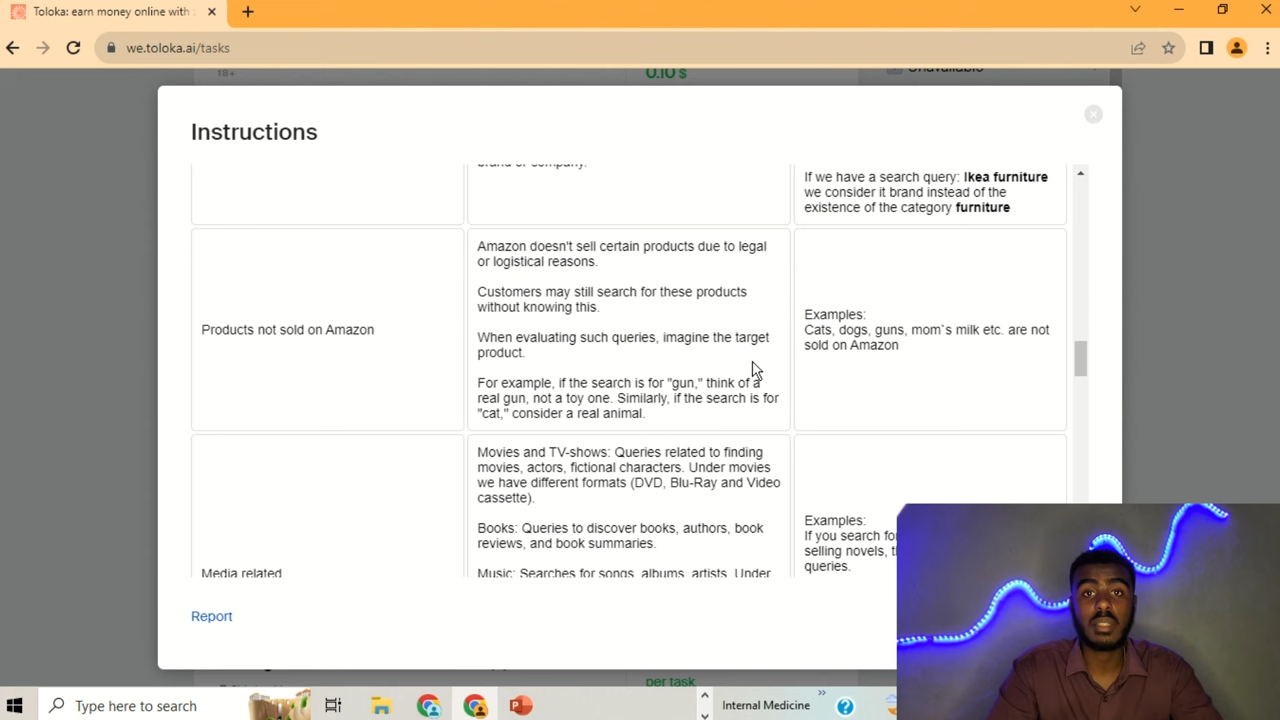 Toloka: earn money online with
we.toloka.ai/tasks
18+
0.10 $
Unavailable
Instructions
brand or company.
If we have a search query: Ikea furniture
we consider it brand instead of the
existence of the category furniture
Products not sold on Amazon
Amazon doesn't sell certain products due to legal
or logistical reasons.
Customers may still search for these products
without knowing this.
When evaluating such queries, imagine the target
product.
For example, if the search is for "gun," think of a
real gun, not a toy one. Similarly, if the search is for
"cat," consider a real animal.
Examples:
Cats, dogs, guns, mom`s milk etc. are not
sold on Amazon
Media related
Movies and TV-shows: Queries related to finding
movies, actors, fictional characters. Under movies
we have different formats (DVD, Blu-Ray and Video
cassette).
Books: Queries to discover books, authors, book
reviews, and book summaries.
Music: Searches for songs, albums, artists. Under
Examples:
If you search for
selling novels,
queries.
Report
per task
Type here to search
Internal Medicine